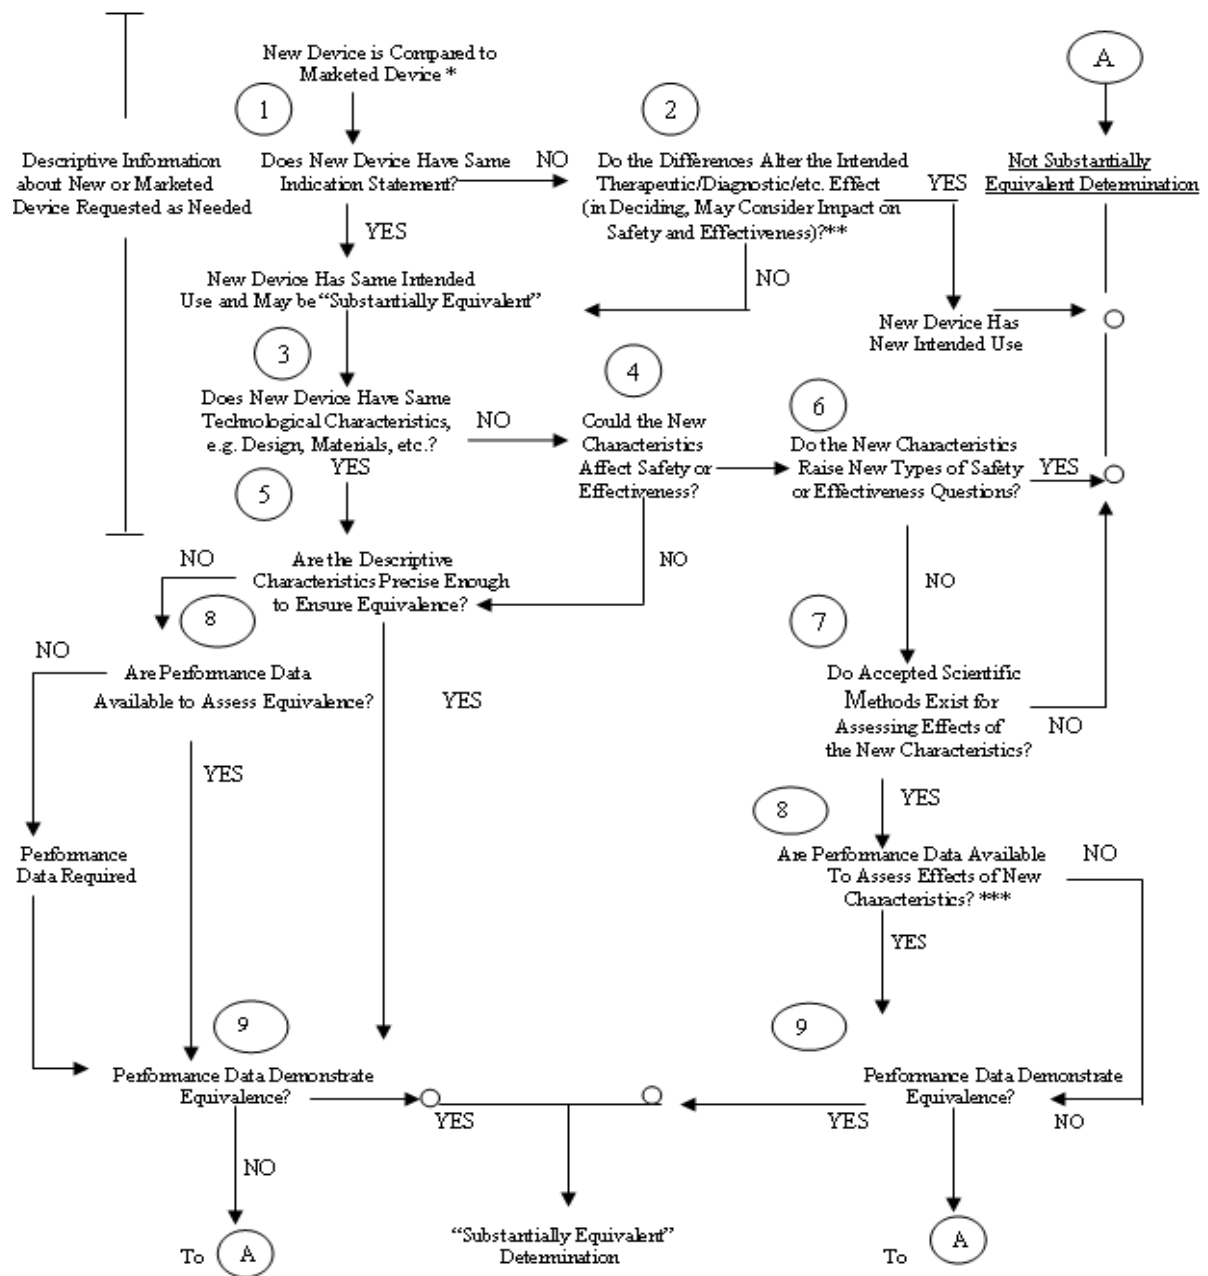 New Device is Compared to
Marketed Device *
A
1
2
Descriptive Information
about New or Marketed
Device Requested as Needed
Does New Device Have Same
Indication Statement?
NO
Do the Differences Alter the Intended
Therapeutic/Diagnostic/etc. Effect
(in Deciding, May Consider Impact on
Safety and Effectiveness)?**
YES
Not Substantially
Equivalent Determination
YES
NO
New Device Has Same Intended
Use and May be “Substantially Equivalent”
New Device Has
New Intended Use
3
4
6
Does New Device Have Same
Technological Characteristics,
e.g. Design, Materials, etc.?
NO
Could the New
Characteristics
Affect Safety or
Effectiveness?
Do the New Characteristics
Raise New Types of Safety
or Effectiveness Questions?
YES
YES
5
NO
Are the Descriptive
Characteristics Precise Enough
to Ensure Equivalence?
NO
NO
8
7
NO
Are Performance Data
Available to Assess Equivalence?
YES
Do Accepted Scientific
Methods Exist for
Assessing Effects of
the New Characteristics?
NO
YES
YES
8
Performance
Data Required
Are Performance Data Available
To Assess Effects of New
Characteristics? ***
NO
YES
9
9
Performance Data Demonstrate
Equivalence?
YES
Performance Data Demonstrate
Equivalence?
YES
NO
NO
“Substantially Equivalent”
Determination
To
A
To
A